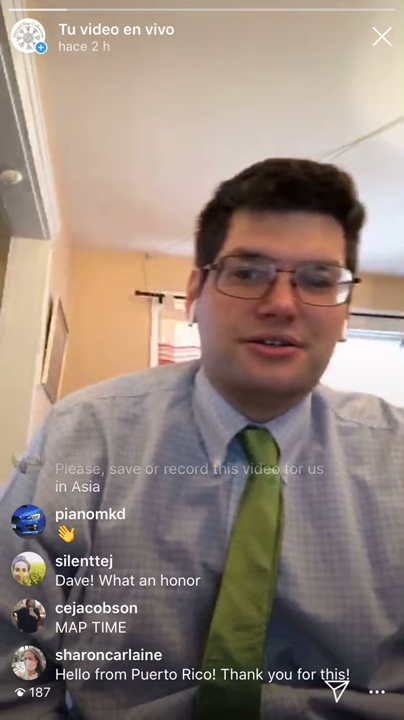 Tu video en vivo
hace 2 h
Please, save or record this video for us
in Asia
pianomkd
👋
silenttej
Dave! What an honor
cejacobson
MAP TIME
sharoncarlaine
Hello from Puerto Rico! Thank you for this!
187